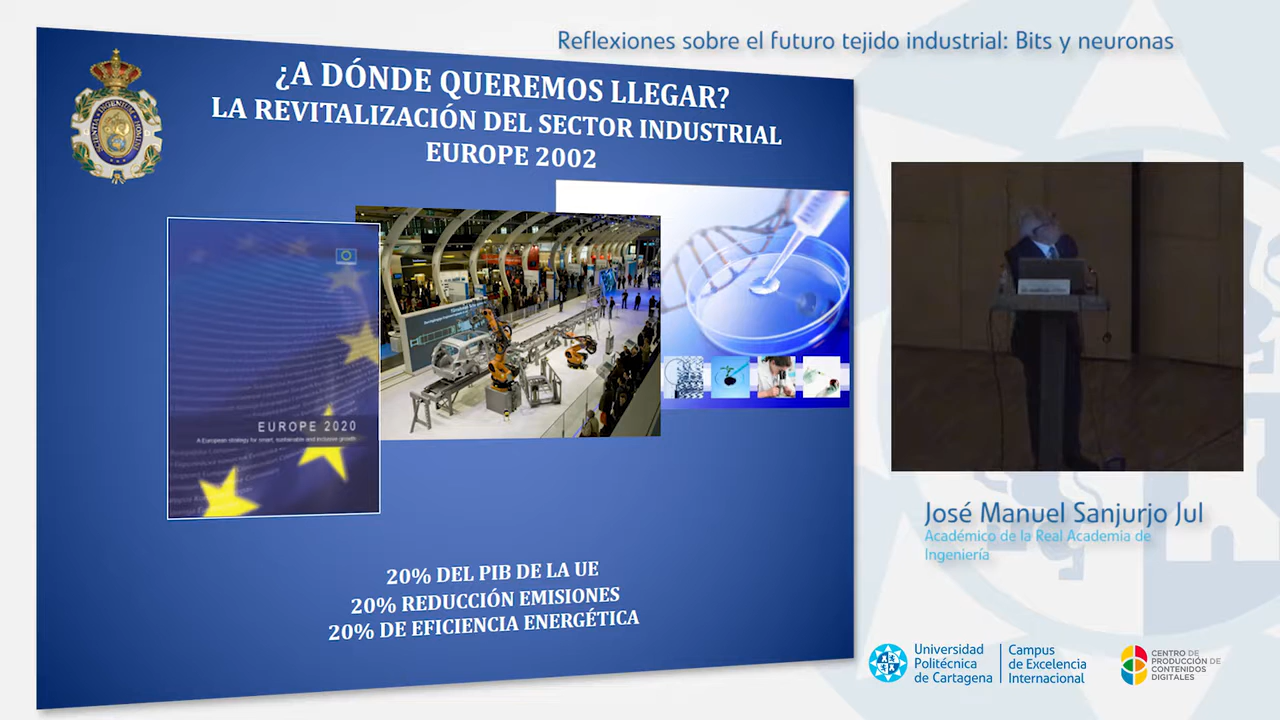 Reflexiones sobre el futuro tejido industrial: Bits y neuronas
¿A DÓNDE QUEREMOS LLEGAR?
LA REVITALIZACIÓN DEL SECTOR INDUSTRIAL
EUROPE 2002
EUROPE 2020
A European strategy for smart, sustainable and inclusive growth
20% DEL PIB DE LA UE
20% REDUCCIÓN EMISIONES
20% DE EFICIENCIA ENERGÉTICA
José Manuel Sanjurjo Jul
Académico de la Real Academia de
Ingeniería
Universidad
Politécnica
de Cartagena
Campus
de Excelencia
Internacional
CENTRO DE
PRODUCCIÓN DE
CONTENIDOS
DIGITALES